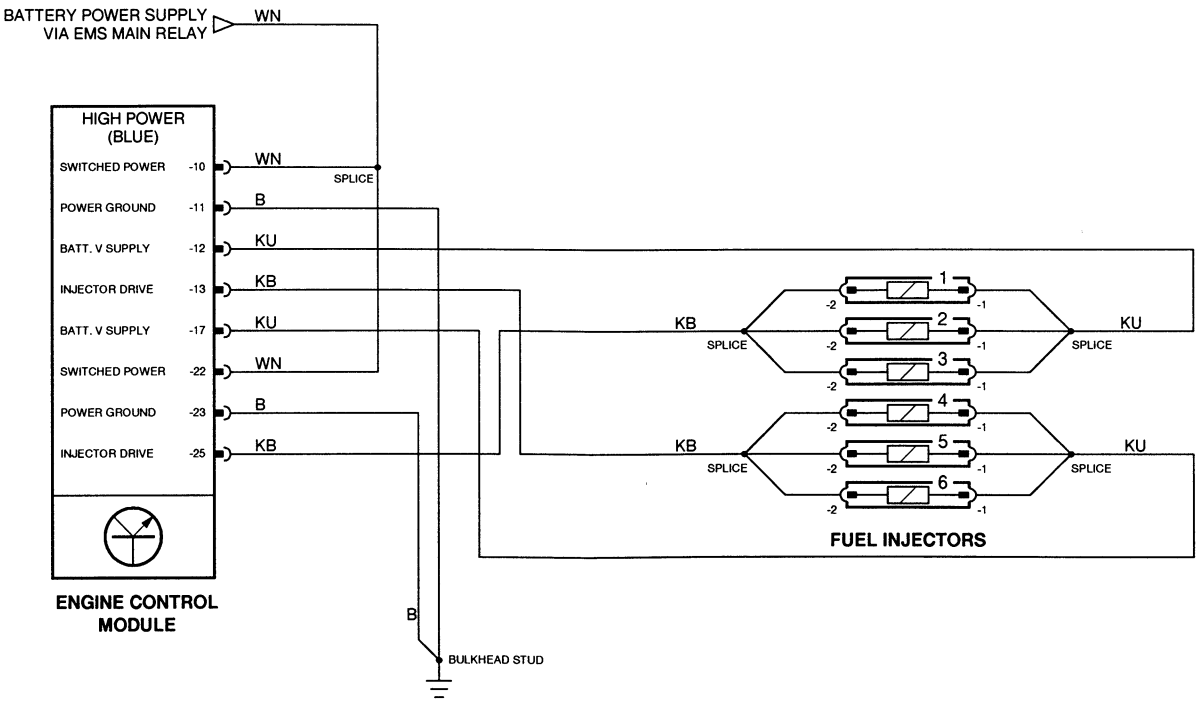 BATTERY POWER SUPPLY
VIA EMS MAIN RELAY
WN
HIGH POWER
(BLUE)
SWITCHED POWER -10 WN
SPLICE
POWER GROUND -11 B
BATT. V SUPPLY -12 KU
INJECTOR DRIVE -13 KB
BATT. V SUPPLY -17 KU
SWITCHED POWER -22 WN
POWER GROUND -23 B
INJECTOR DRIVE -25 KB
1
-2 -1
KB 2 KU
SPLICE -2 -1 SPLICE
3
-2 -1
4
-2 -1
KB 5 KU
SPLICE -2 -1 SPLICE
6
-2 -1
FUEL INJECTORS
ENGINE CONTROL
MODULE
B
BULKHEAD STUD